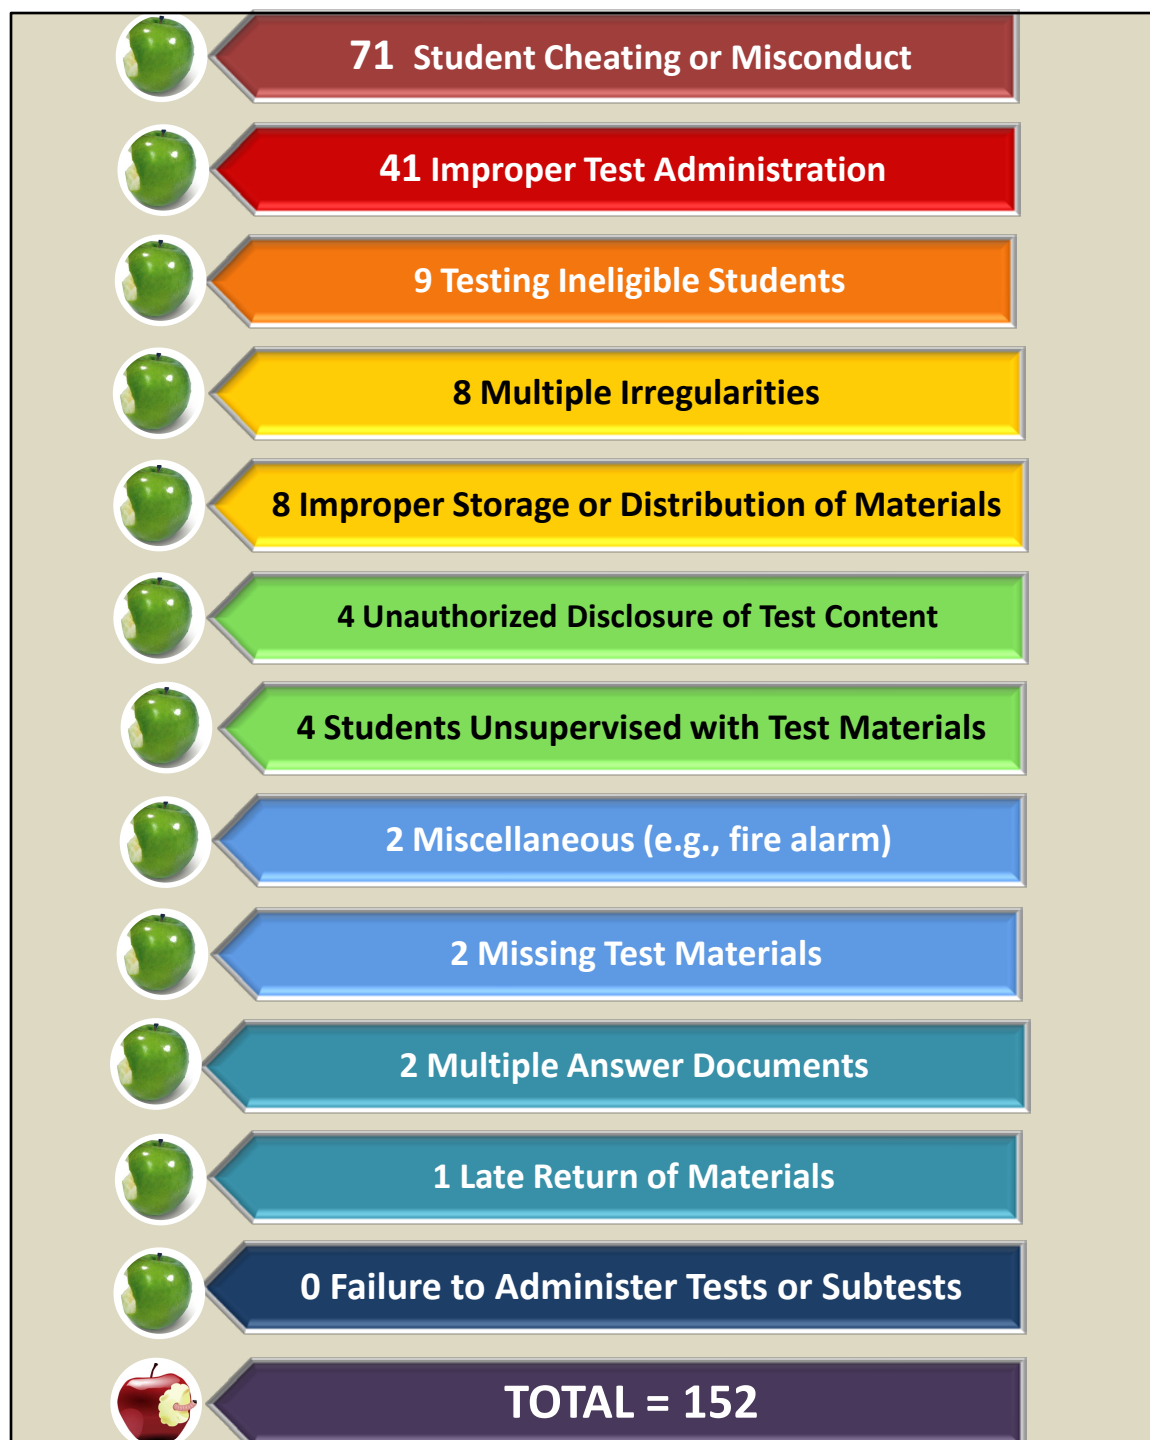 71 Student Cheating or Misconduct
41 Improper Test Administration
9 Testing Ineligible Students
8 Multiple Irregularities
8 Improper Storage or Distribution of Materials
4 Unauthorized Disclosure of Test Content
4 Students Unsupervised with Test Materials
2 Miscellaneous (e.g., fire alarm)
2 Missing Test Materials
2 Multiple Answer Documents
1 Late Return of Materials
0 Failure to Administer Tests or Subtests
TOTAL = 152